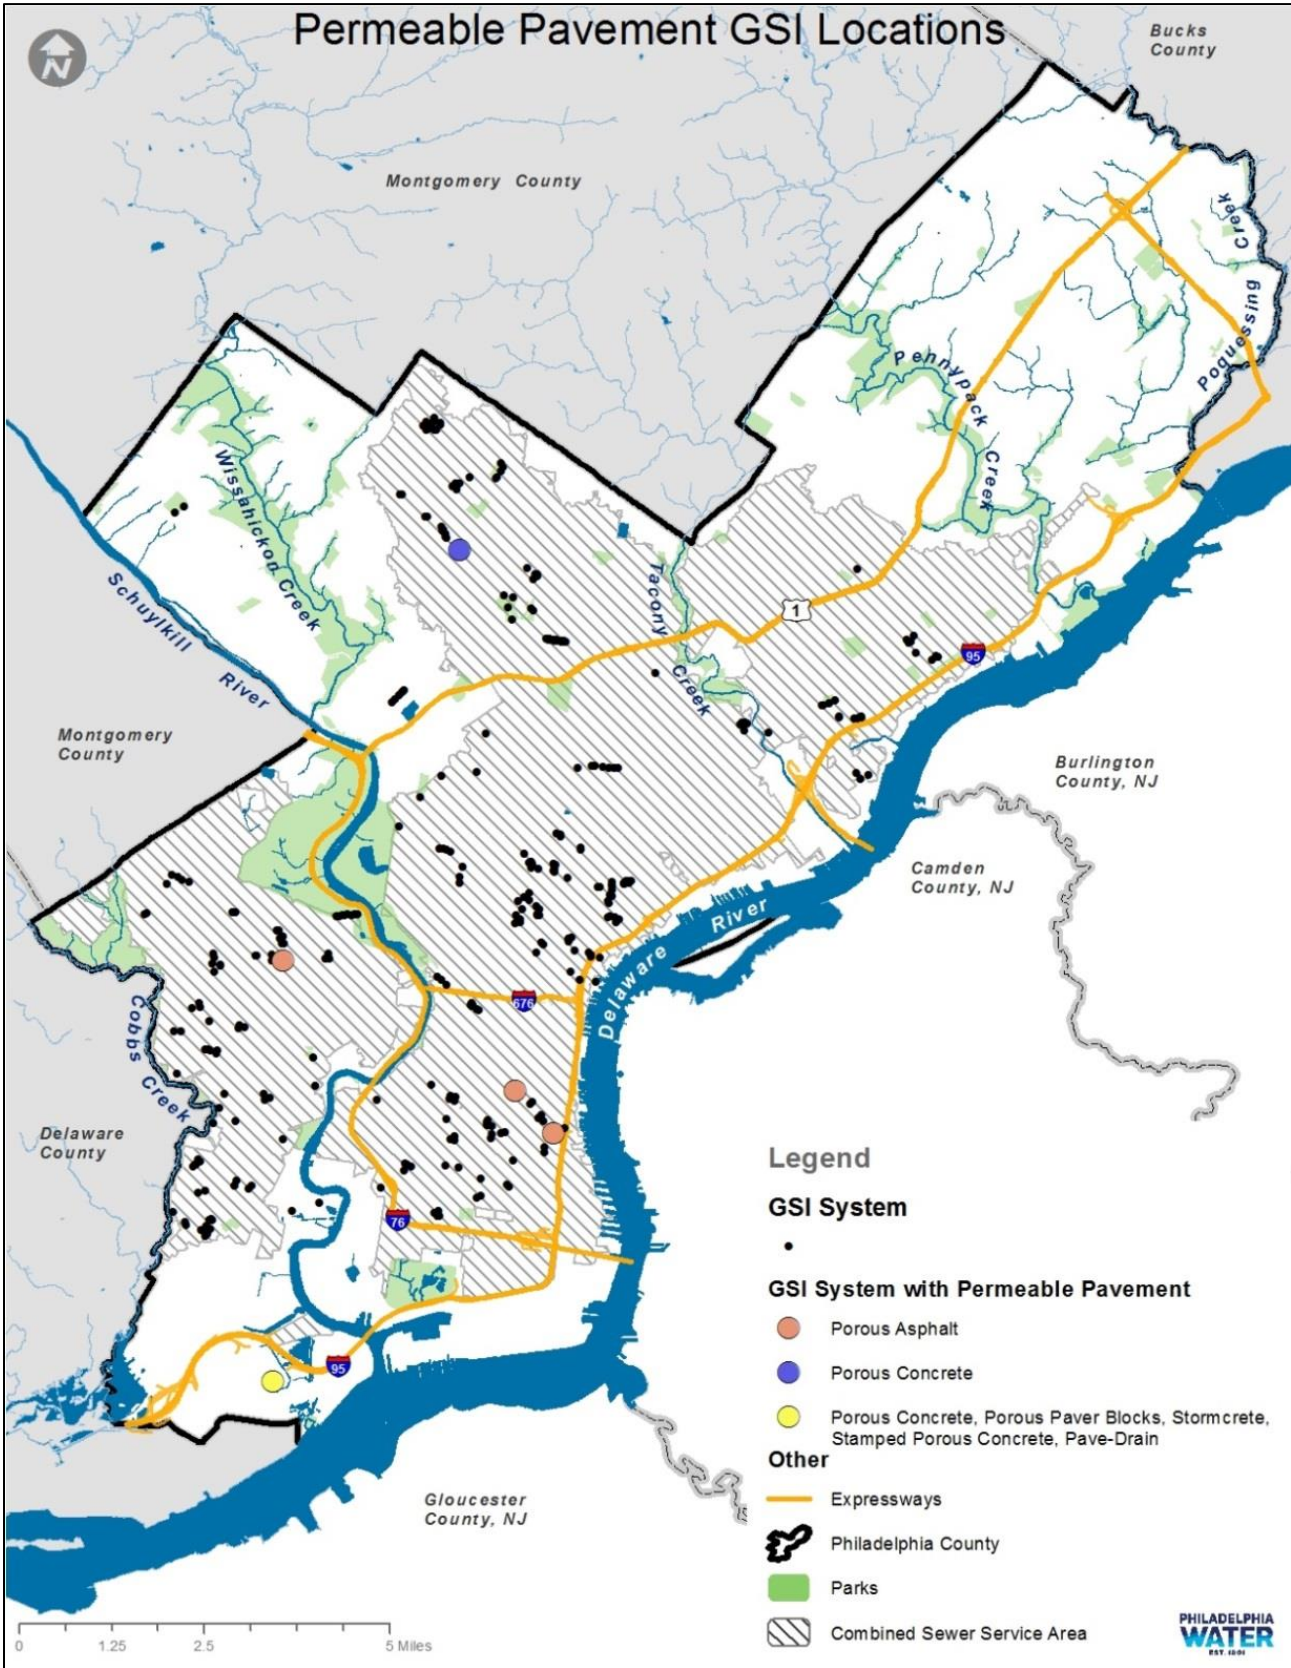 Permeable Pavement GSI Locations
N
Bucks
County
Montgomery County
Poquessing Creek
Pennypack Creek
Wissahickon Creek
Tacony Creek
Schuylkill River
1
95
Montgomery
County
Burlington
County, NJ
Camden
County, NJ
Delaware River
676
Cobbs Creek
Delaware
County
76
95
Gloucester
County, NJ
Legend
GSI System
GSI System with Permeable Pavement
Porous Asphalt
Porous Concrete
Porous Concrete, Porous Paver Blocks, Stormcrete,
Stamped Porous Concrete, Pave-Drain
Other
Expressways
Philadelphia County
Parks
Combined Sewer Service Area
0 1.25 2.5 5 Miles
PHILADELPHIA
WATER
EST. 1801